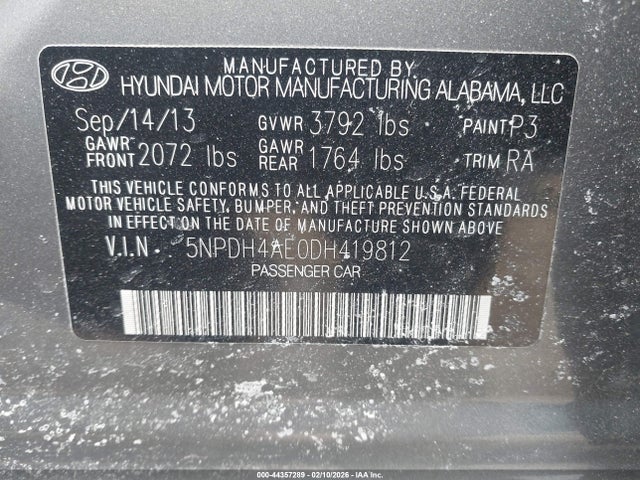 MANUFACTURED BY
HYUNDAI MOTOR MANUFACTURING ALABAMA, LLC
Sep/14/13 GVWR 3792 lbs PAINT P3
GAWR FRONT 2072 lbs GAWR REAR 1764 lbs TRIM RA
THIS VEHICLE CONFORMS TO ALL APPLICABLE U.S.A. FEDERAL
MOTOR VEHICLE SAFETY, BUMPER, AND THEFT PREVENTION STANDARDS
IN EFFECT ON THE DATE OF MANUFACTURE SHOWN ABOVE
V.I.N 5NPDH4AE0DH419812
PASSENGER CAR
000-44357289 - 02/10/2026 - IAA Inc.